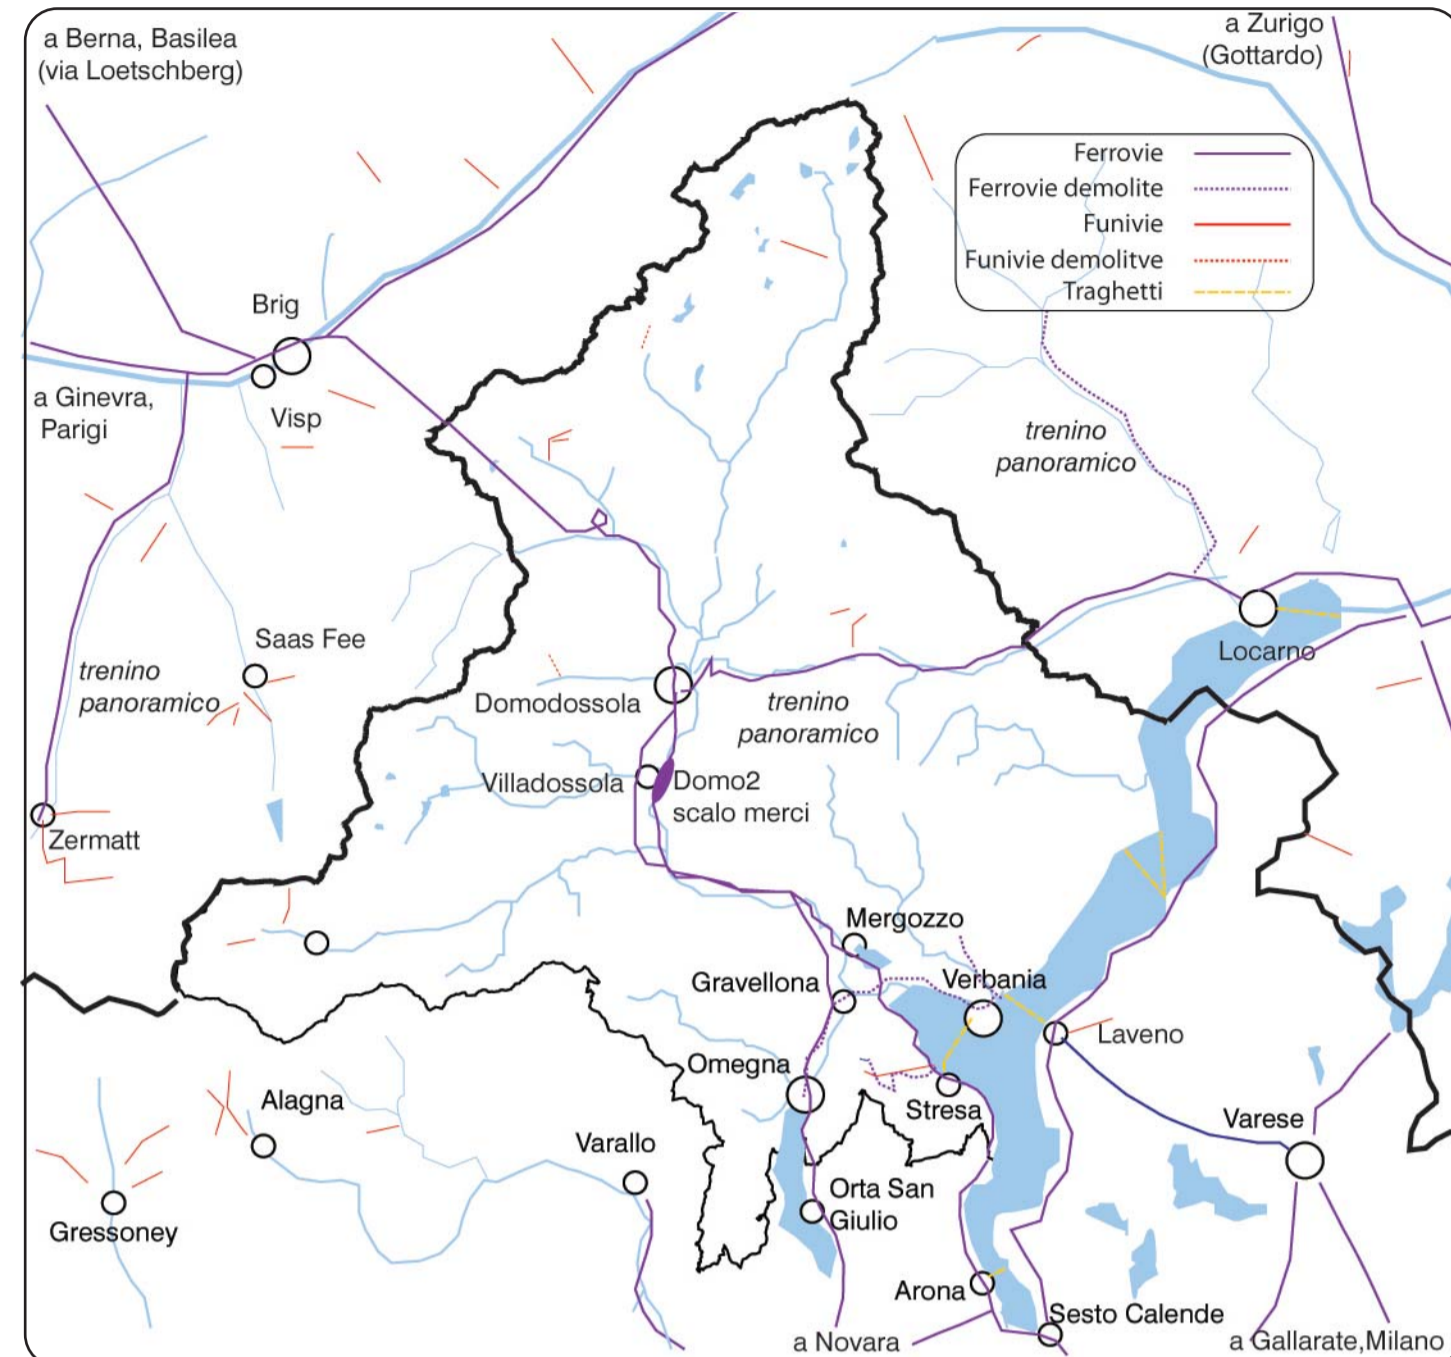 a Berna, Basilea
(via Loetschberg)
a Zurigo
(Gottardo)
Ferrovie
Ferrovie demolite
Funivie
Funivie demolitve
Traghetti
Brig
Visp
a Ginevra,
Parigi
trenino
panoramico
Saas Fee
trenino
panoramico
Locarno
Domodossola
trenino
panoramico
Villadossola
Domo2
scalo merci
Zermatt
Mergozzo
Gravellona
Verbania
Laveno
Omegna
Stresa
Alagna
Varese
Varallo
Orta San
Giulio
Gressoney
Arona
Sesto Calende
a Novara
a Gallarate,Milano